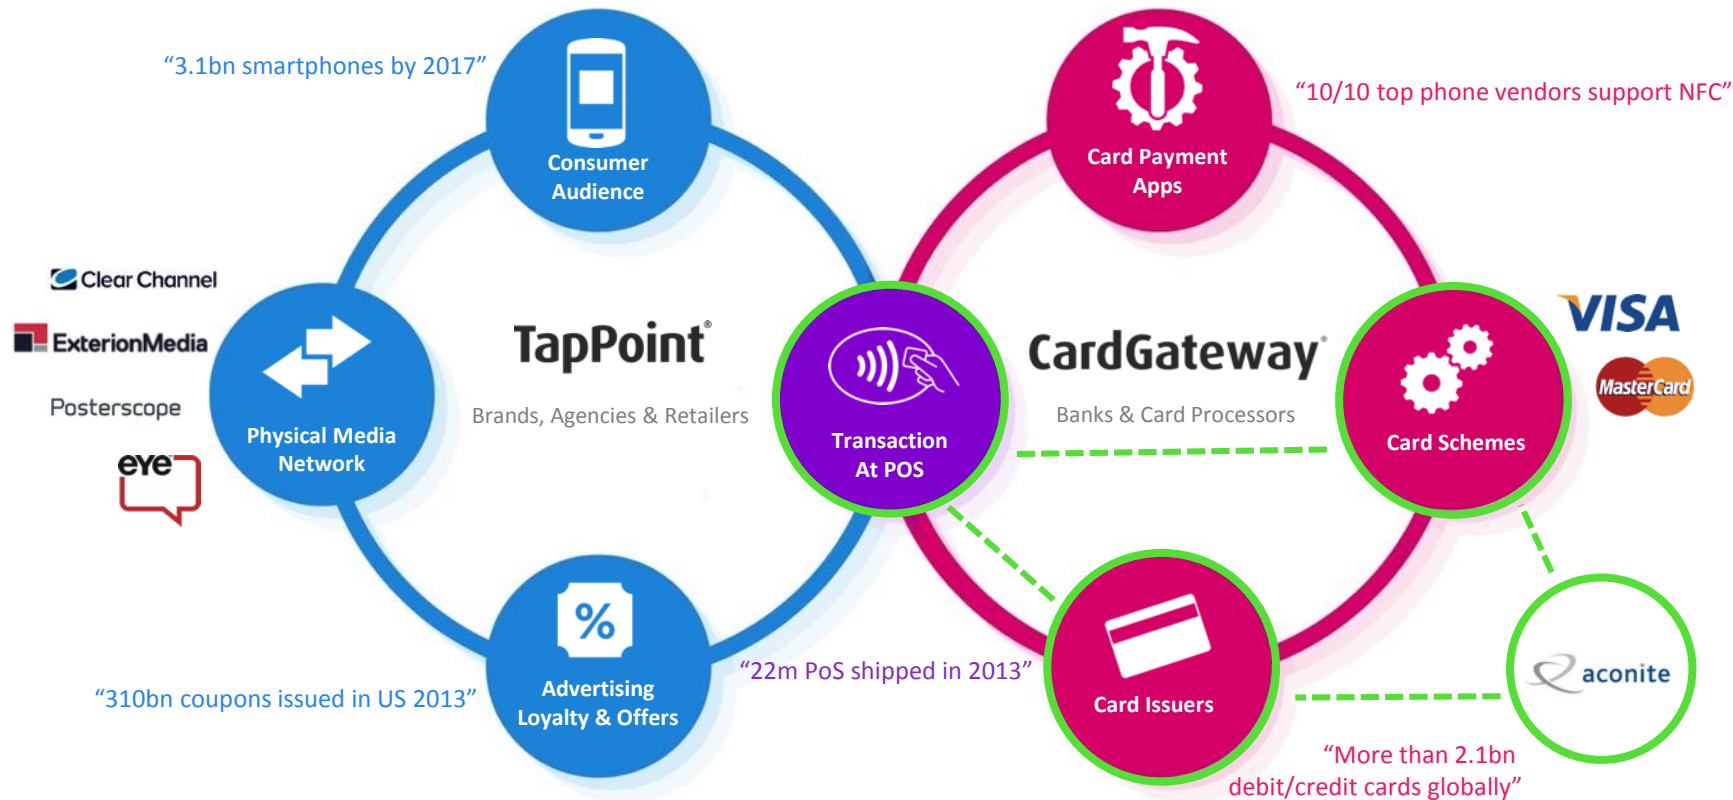 “3.1bn smartphones by 2017”
Consumer
Audience
Card Payment
Apps
“10/10 top phone vendors support NFC”
Clear Channel
ExterionMedia
Posterscope
eye
Physical Media
Network
TapPoint®
Brands, Agencies & Retailers
Transaction
At POS
CardGateway®
Banks & Card Processors
Card Schemes
VISA
MasterCard
%
Advertising
Loyalty & Offers
“310bn coupons issued in US 2013”
“22m PoS shipped in 2013”
Card Issuers
aconite
“More than 2.1bn
debit/credit cards globally”